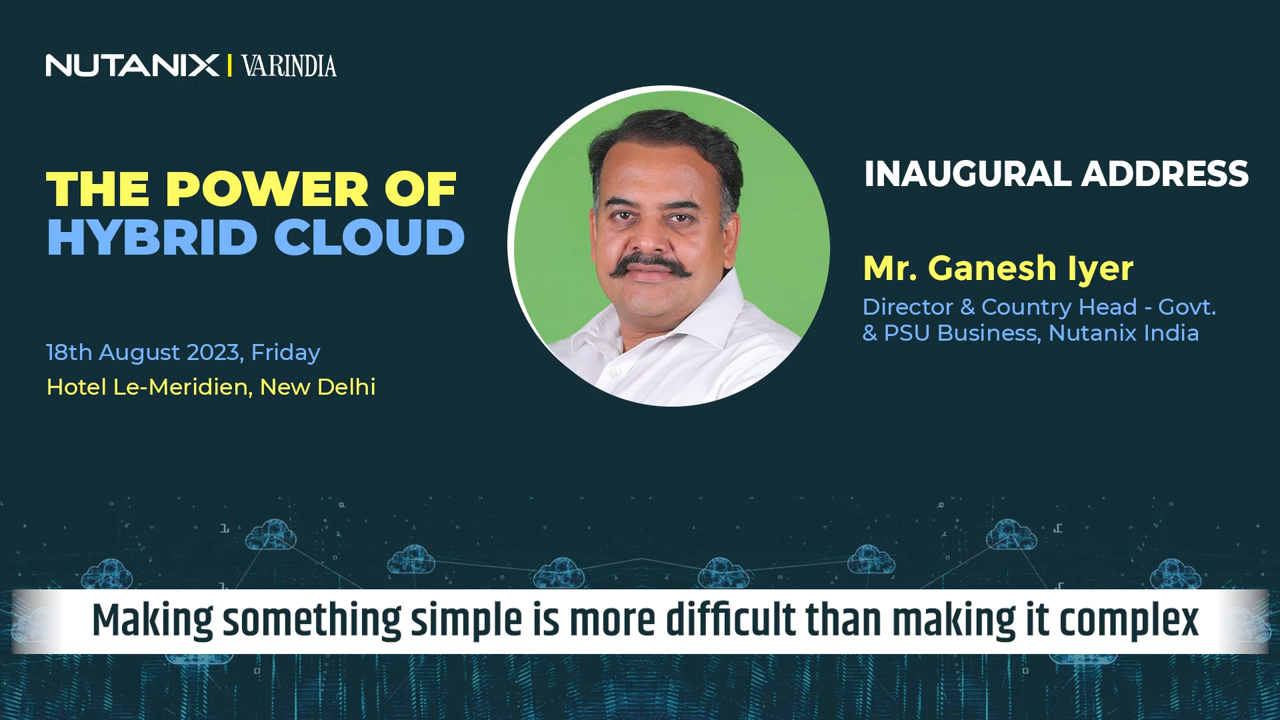 NUTANIX | VARINDIA
THE POWER OF
HYBRID CLOUD
18th August 2023, Friday
Hotel Le-Meridien, New Delhi
INAUGURAL ADDRESS
Mr. Ganesh Iyer
Director & Country Head - Govt.
& PSU Business, Nutanix India
Making something simple is more difficult than making it complex